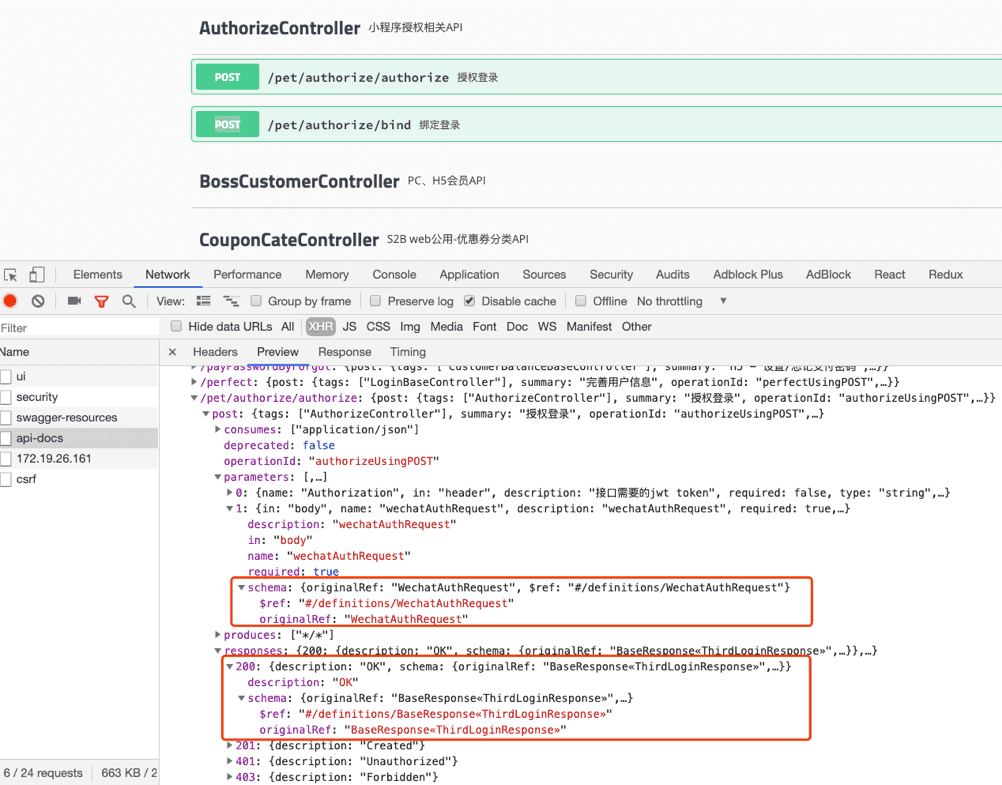 AuthorizeController 小程序授权相关API
POST /pet/authorize/authorize 授权登录
POST /pet/authorize/bind 绑定登录
BossCustomerController PC、H5会员API
CouponCateController S2B web公用-优惠券分类API
Elements Network Performance Memory Console Application Sources Security Audits Adblock Plus AdBlock React Redux
View: Group by frame Preserve log Disable cache Offline No throttling
Filter Hide data URLs All XHR JS CSS Img Media Font Doc WS Manifest Other
Name × Headers Preview Response Timing
ui
security
swagger-resources
api-docs
172.19.26.161
csrf
6 / 24 requests 663 KB / 2
/payPasswordByForgot: {post: {tags: ["CustomerBalanceBaseController"], summary: "H5 - 设置/忘记支付密码",…}}
/perfect: {post: {tags: ["LoginBaseController"], summary: "完善用户信息", operationId: "perfectUsingPOST",…}}
/pet/authorize/authorize: {post: {tags: ["AuthorizeController"], summary: "授权登录", operationId: "authorizeUsingPOST",…}}
post: {tags: ["AuthorizeController"], summary: "授权登录", operationId: "authorizeUsingPOST",…}
consumes: ["application/json"]
deprecated: false
operationId: "authorizeUsingPOST"
parameters: [,…]
0: {name: "Authorization", in: "header", description: "接口需要的jwt token", required: false, type: "string",…}
1: {in: "body", name: "wechatAuthRequest", description: "wechatAuthRequest", required: true,…}
description: "wechatAuthRequest"
in: "body"
name: "wechatAuthRequest"
required: true
schema: {originalRef: "WechatAuthRequest", $ref: "#/definitions/WechatAuthRequest"}
$ref: "#/definitions/WechatAuthRequest"
originalRef: "WechatAuthRequest"
produces: ["*/*"]
responses: {200: {description: "OK", schema: {originalRef: "BaseResponse«ThirdLoginResponse»",…}},…}
200: {description: "OK", schema: {originalRef: "BaseResponse«ThirdLoginResponse»",…}}
description: "OK"
schema: {originalRef: "BaseResponse«ThirdLoginResponse»",…}
$ref: "#/definitions/BaseResponse«ThirdLoginResponse»"
originalRef: "BaseResponse«ThirdLoginResponse»"
201: {description: "Created"}
401: {description: "Unauthorized"}
403: {description: "Forbidden"}